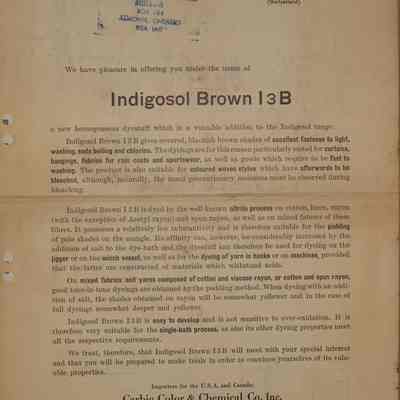 (Switzerland)
We have pleasure in offering you under the name of
Indigosol Brown I 3 B
a new homogeneous dyestuff which is a valuable addition to the Indigosol range.
Indigosol Brown I 3 B gives covered, blackish brown shades of excellent fastness to light,
washing, soda boiling and chlorine. The dyeings are for this reason particularly suited for curtains,
hangings, fabrics for rain coats and sportswear, as well as goods which require to be fast to
washing. The product is also suitable for coloured woven styles which have afterwards to be
bleached, although, naturally, the usual precautionary measures must be observed during
bleaching.
Indigosol Brown I 3 B is dyed by the well-known nitrite process on cotton, linen, rayon
(with the exception of Acetyl rayon) and spun rayon, as well as on mixed fabrics of these
fibres. It possesses a relatively low substantivity and is therefore suitable for the padding
of pale shades on the mangle. Its affinity can, however, be considerably increased by the
addition of salt to the dye-bath and the dyestuff can therefore be used for dyeing on the
jigger or on the winch vessel, as well as for the dyeing of yarn in hanks or on machines, provided
that the latter are constructed of materials which withstand acids.
On mixed fabrics and yarns composed of cotton and viscose rayon, or cotton and spun rayon,
good tone-in-tone dyeings are obtained by the padding method. When dyeing with an addi-
tion of salt, the shades obtained on rayon will be somewhat yellower and in the case of
full dyeings somewhat deeper and yellower.
Indigosol Brown I 3 B is easy to develop and is not sensitive to over-oxidation. It is
therefore very suitable for the single-bath process, as also its other dyeing properties meet
all the respective requirements.
We trust, therefore, that Indigosol Brown I 3 B will meet with your special interest
and that you will be prepared to make trials in order to convince yourselves of its valu-
able properties.
Importers for the U.S.A. and Canada:
Carbic Color & Chemical Co. Inc.